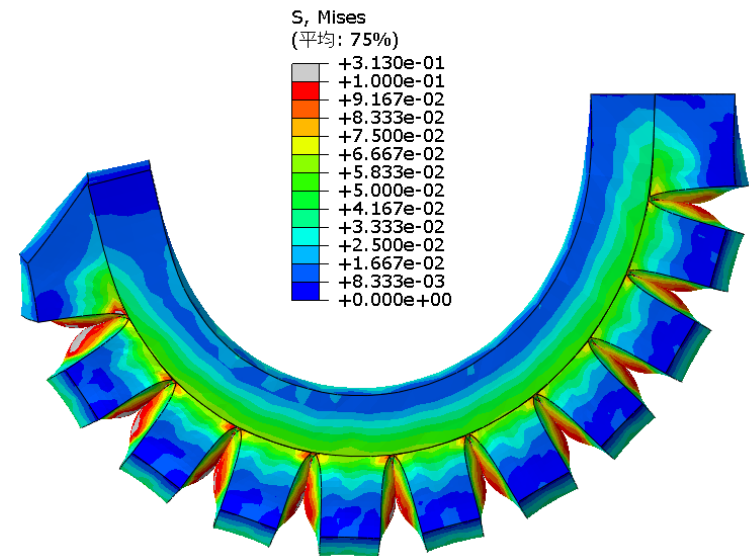 S, Mises
(平均: 75%)
+3.130e-01
+1.000e-01
+9.167e-02
+8.333e-02
+7.500e-02
+6.667e-02
+5.833e-02
+5.000e-02
+4.167e-02
+3.333e-02
+2.500e-02
+1.667e-02
+8.333e-03
+0.000e+00